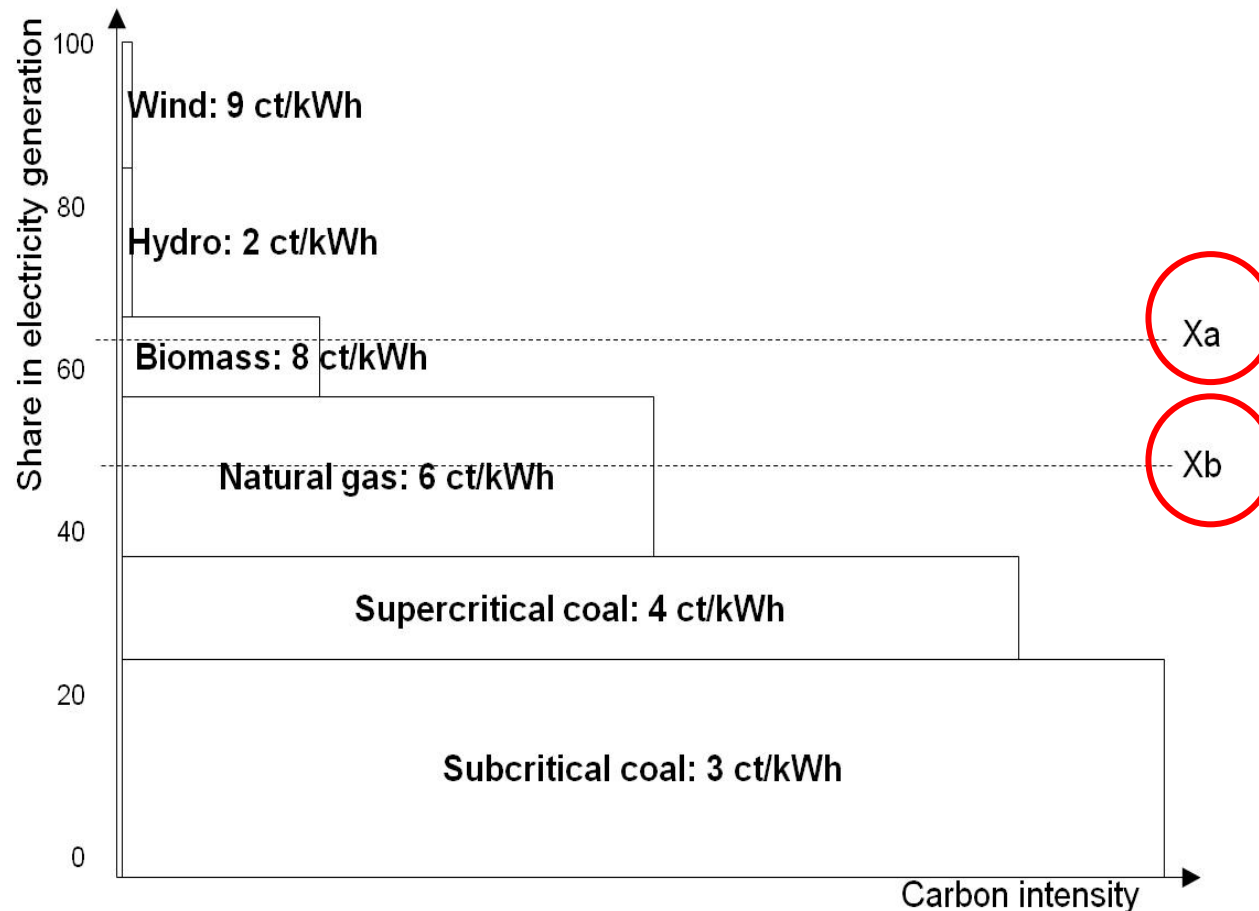 Share in electricity generation
100
80
60
40
20
0
Wind: 9 ct/kWh
Hydro: 2 ct/kWh
Biomass: 8 ct/kWh
Natural gas: 6 ct/kWh
Supercritical coal: 4 ct/kWh
Subcritical coal: 3 ct/kWh
Xa
Xb
Carbon intensity